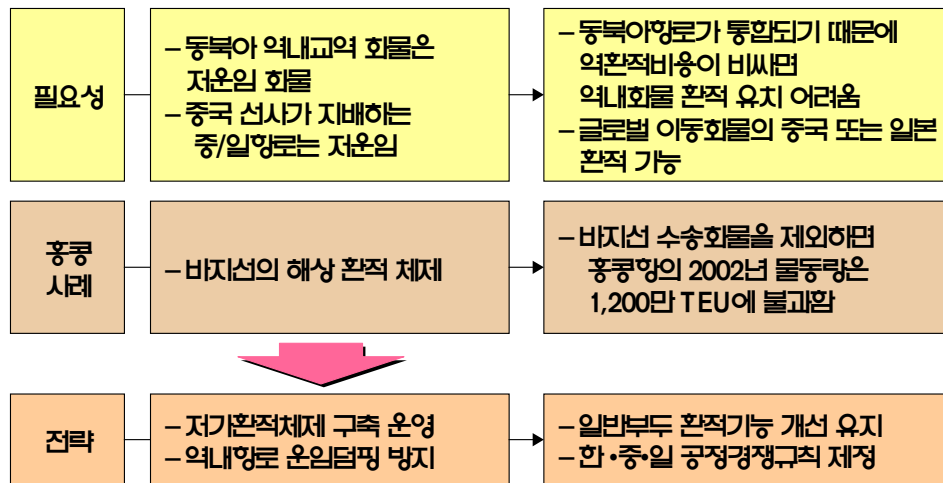 필요성
– 동북아 역내교역 화물은
저운임 화물
– 중국 선사가 지배하는
중/일항로는 저운임
– 동북아항로가 통합되기 때문에
역환적비용이 비싸면
역내화물 환적 유치 어려움
– 글로벌 이동화물의 중국 또는 일본
환적 가능
홍콩
사례
– 바지선의 해상 환적 체제
– 바지선 수송화물을 제외하면
홍콩항의 2002년 물동량은
1,200만 TEU에 불과함
전략
– 저가환적체제 구축 운영
– 역내항로 운임덤핑 방지
– 일반부두 환적기능 개선 유지
– 한•중•일 공정경쟁규칙 제정